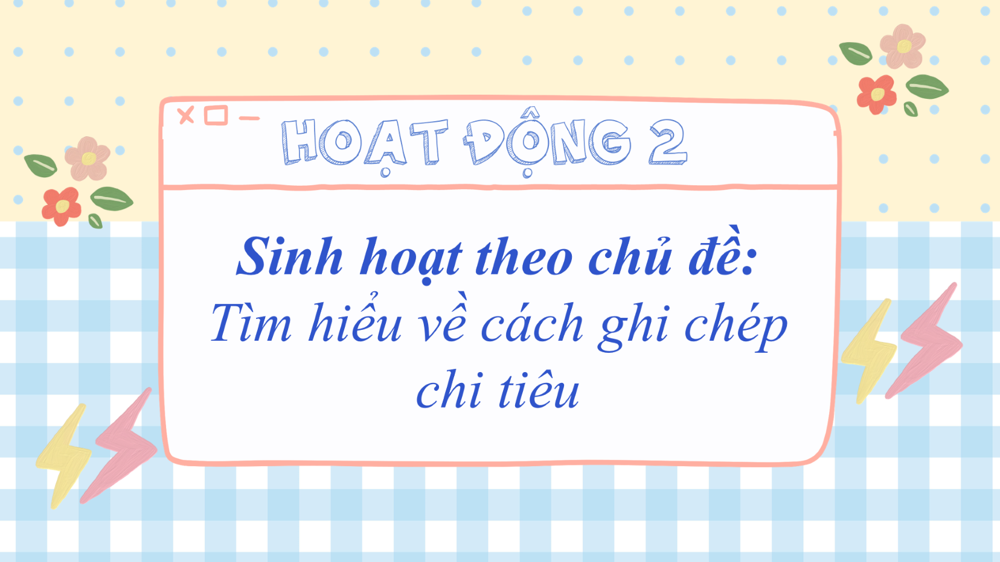 HOẠT ĐỘNG 2
Sinh hoạt theo chủ đề:
Tìm hiểu về cách ghi chép
chi tiêu